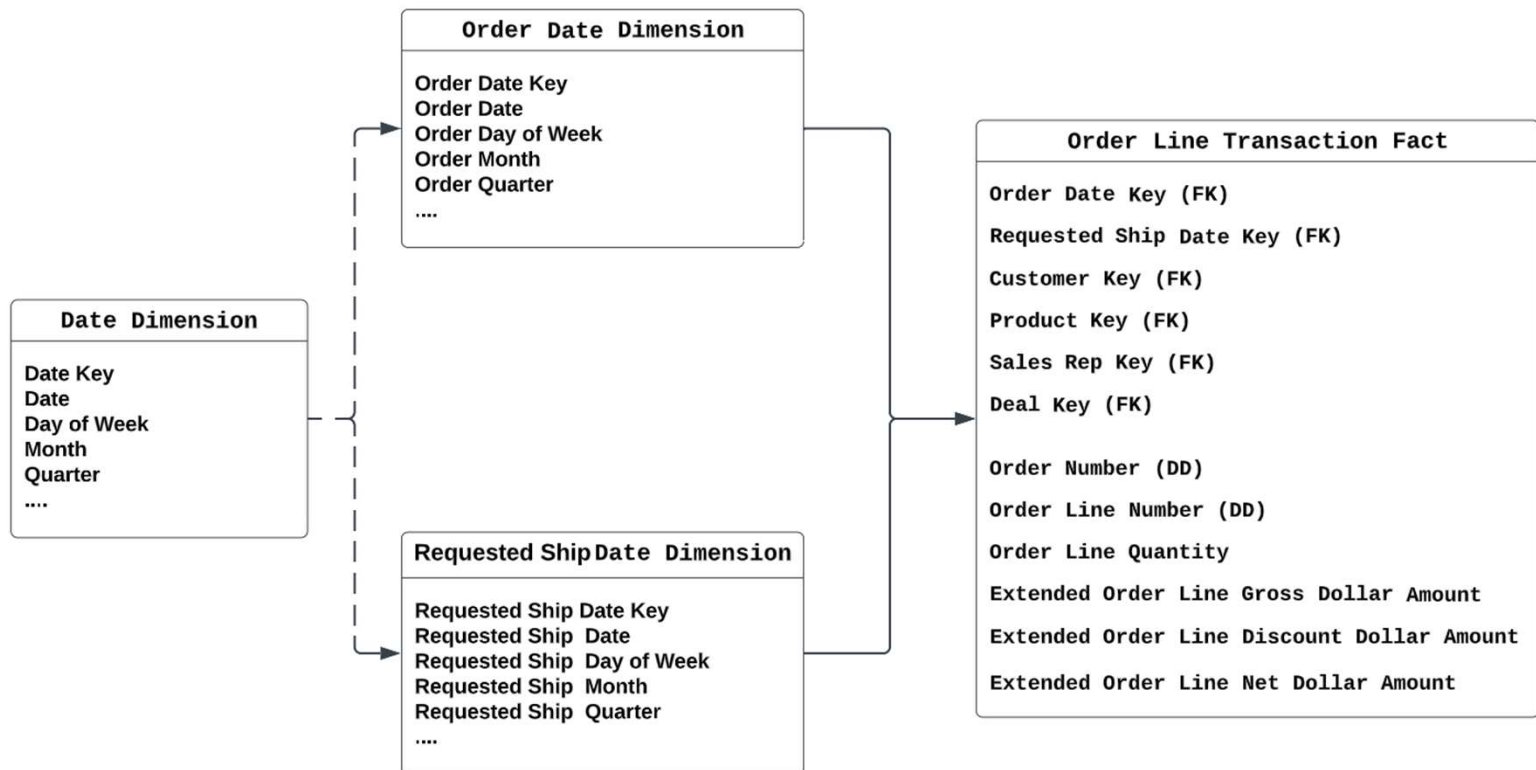 Order Date Dimension
Order Date Key
Order Date
Order Day of Week
Order Month
Order Quarter
....
Date Dimension
Date Key
Date
Day of Week
Month
Quarter
....
Requested Ship Date Dimension
Requested Ship Date Key
Requested Ship Date
Requested Ship Day of Week
Requested Ship Month
Requested Ship Quarter
....
Order Line Transaction Fact
Order Date Key (FK)
Requested Ship Date Key (FK)
Customer Key (FK)
Product Key (FK)
Sales Rep Key (FK)
Deal Key (FK)
Order Number (DD)
Order Line Number (DD)
Order Line Quantity
Extended Order Line Gross Dollar Amount
Extended Order Line Discount Dollar Amount
Extended Order Line Net Dollar Amount